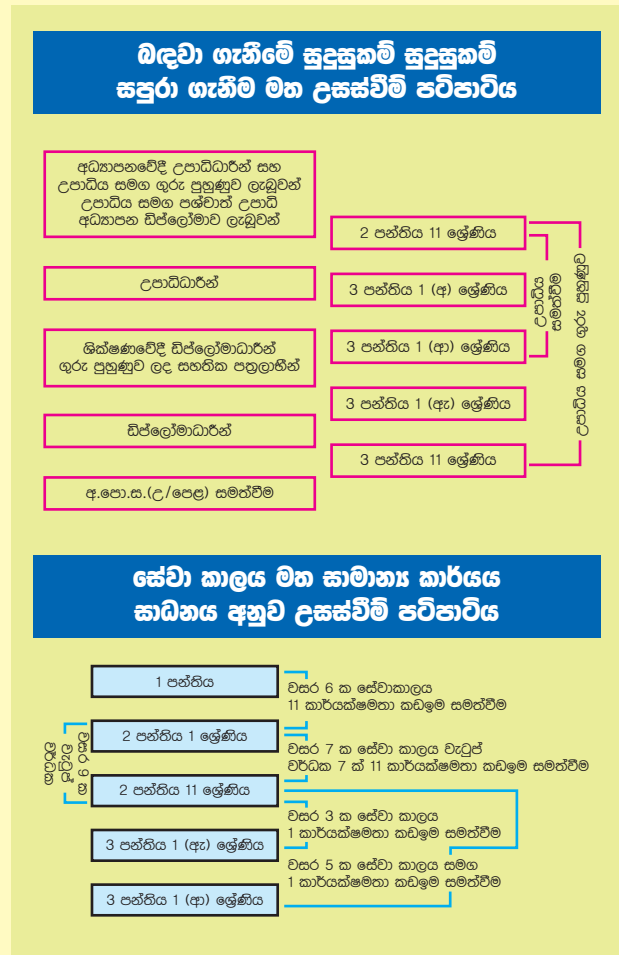 බඳවා ගැනීමේ සුදුසුකම් සුදුසුකම්
සපුරා ගැනීම මත උසස්වීම් පටිපාටිය
අධ්‍යාපනවේදී උපාධිධාරීන් සහ
උපාධිය සමග ගුරු පුහුණුව ලැබූවන්
උපාධිය සමග පශ්චාත් උපාධි
අධ්‍යාපන ඩිප්ලෝමාව ලැබූවන්
උපාධිධාරීන්
ශික්ෂණවේදී ඩිප්ලෝමාධාරීන්
ගුරු පුහුණුව ලද සහතික පත්‍රලාභීන්
ඩිප්ලෝමාධාරීන්
අ.පො.ස.(උ/පෙළ) සමත්වීම
2 පන්තිය 11 ශ්‍රේණිය
3 පන්තිය 1 (අ) ශ්‍රේණිය
3 පන්තිය 1 (ආ) ශ්‍රේණිය
3 පන්තිය 1 (ඇ) ශ්‍රේණිය
3 පන්තිය 11 ශ්‍රේණිය
උපාධිය
සමත්වීම
උපාධිය සමග ගුරු පුහුණුව
සේවා කාලය මත සාමාන්‍ය කාර්යය
සාධනය අනුව උසස්වීම් පටිපාටිය
1 පන්තිය
2 පන්තිය 1 ශ්‍රේණිය
2 පන්තිය 11 ශ්‍රේණිය
3 පන්තිය 1 (ඇ) ශ්‍රේණිය
3 පන්තිය 1 (ආ) ශ්‍රේණිය
වසර 6 ක සේවාකාලය
11 කාර්යක්ෂමතා කඩඉම සමත්වීම
වසර 7 ක සේවා කාලය වැටුප්
වර්ධක 7 ක් 11 කාර්යක්ෂමතා කඩඉම සමත්වීම
වසර 3 ක සේවා කාලය
1 කාර්යක්ෂමතා කඩඉම සමත්වීම
වසර 5 ක සේවා කාලය සමග
1 කාර්යක්ෂමතා කඩඉම සමත්වීම